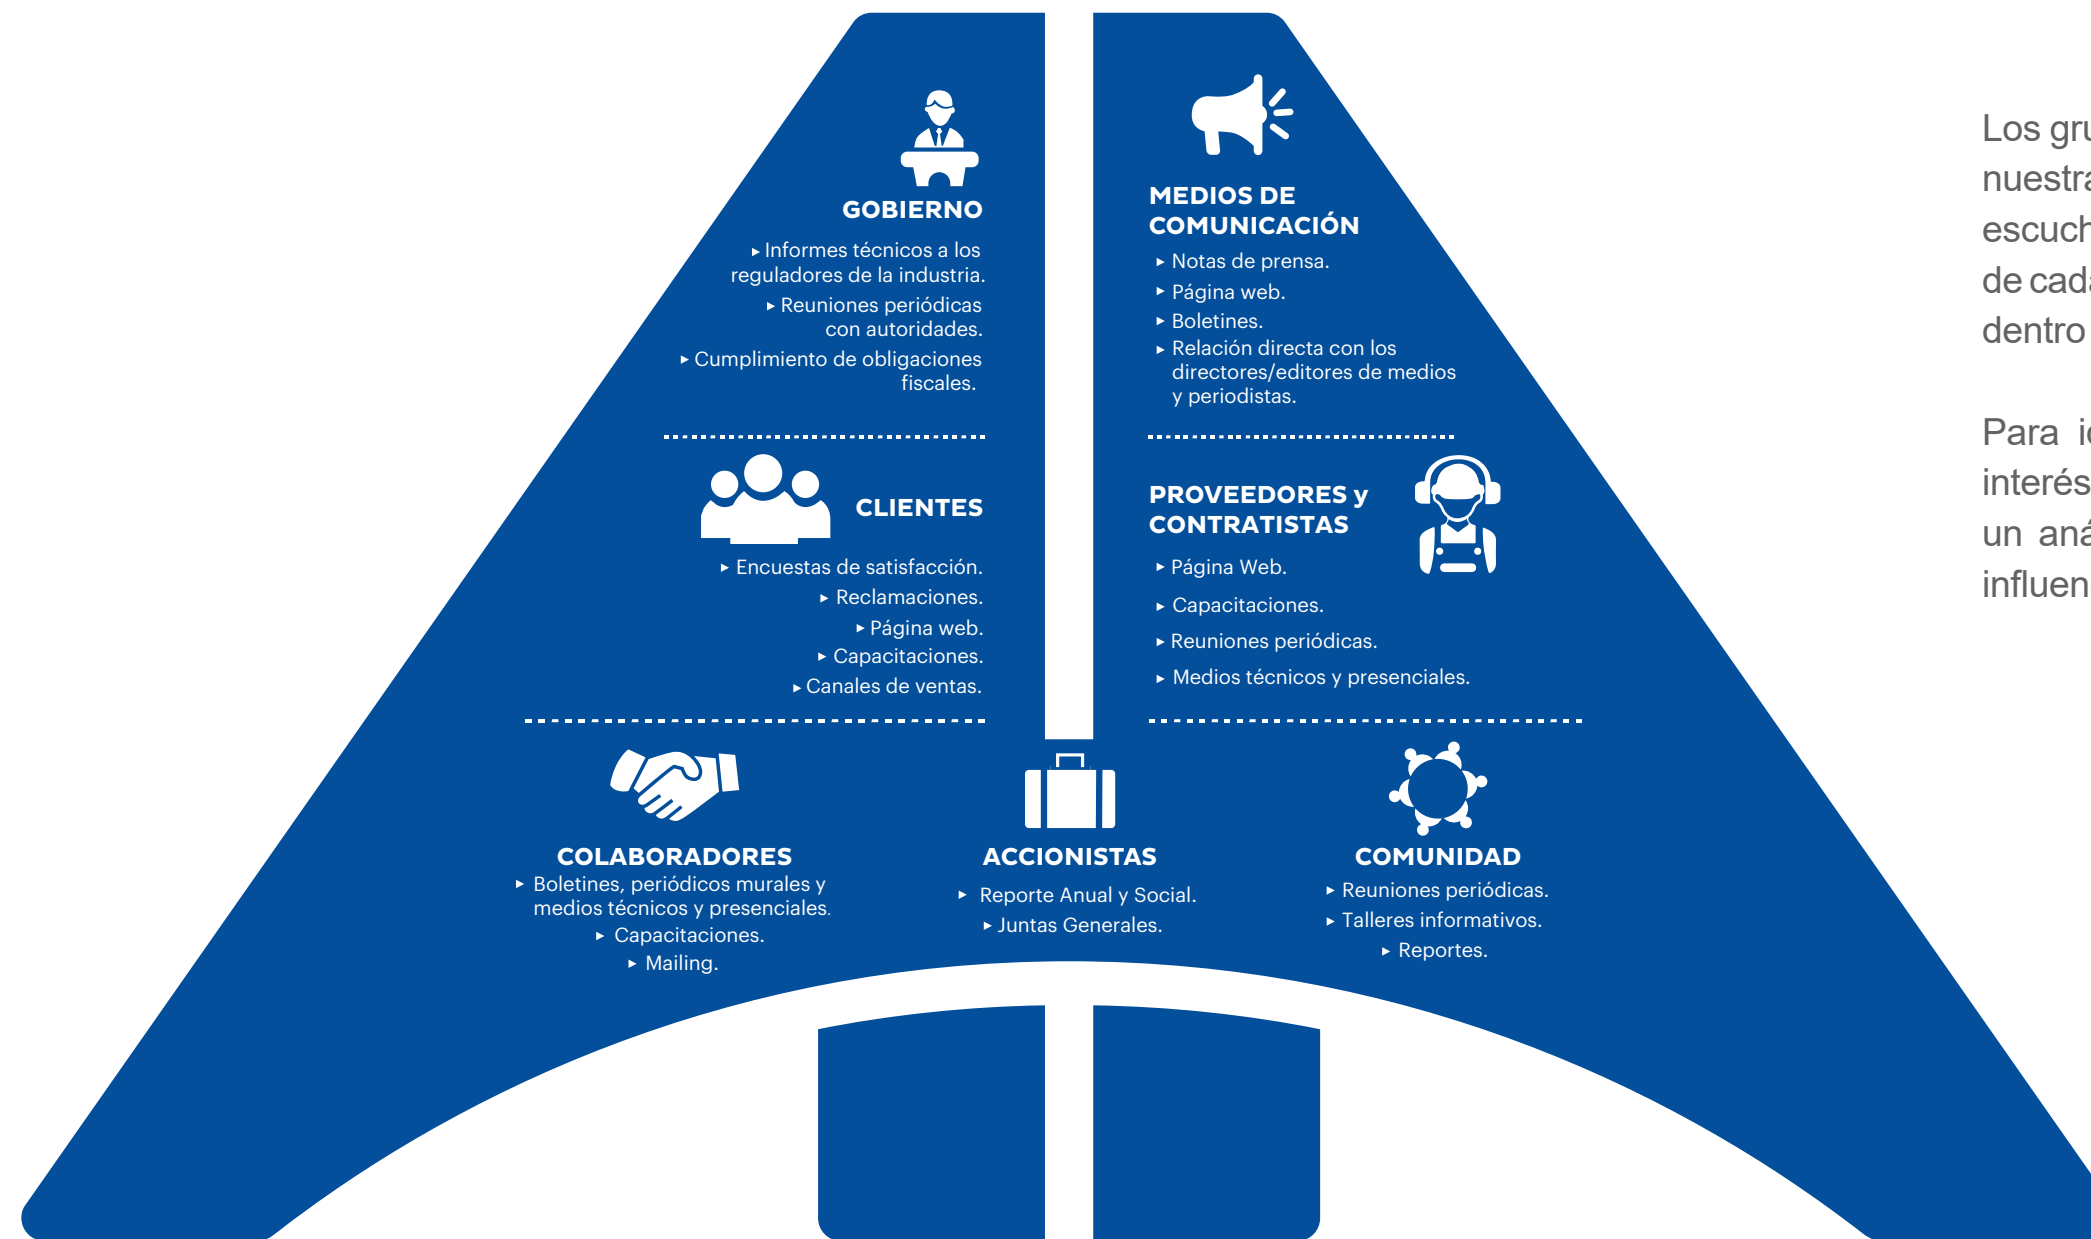 GOBIERNO
▸ Informes técnicos a los
reguladores de la industria.
▸ Reuniones periódicas
con autoridades.
▸ Cumplimiento de obligaciones
fiscales.
MEDIOS DE
COMUNICACIÓN
▸ Notas de prensa.
▸ Página web.
▸ Boletines.
▸ Relación directa con los
directores/editores de medios
y periodistas.
CLIENTES
▸ Encuestas de satisfacción.
▸ Reclamaciones.
▸ Página web.
▸ Capacitaciones.
▸ Canales de ventas.
PROVEEDORES y
CONTRATISTAS
▸ Página Web.
▸ Capacitaciones.
▸ Reuniones periódicas.
▸ Medios técnicos y presenciales.
COLABORADORES
▸ Boletines, periódicos murales y
medios técnicos y presenciales.
▸ Capacitaciones.
▸ Mailing.
ACCIONISTAS
▸ Reporte Anual y Social.
▸ Juntas Generales.
COMUNIDAD
▸ Reuniones periódicas.
▸ Talleres informativos.
▸ Reportes.
Los
de
dentro
Para
interés
un